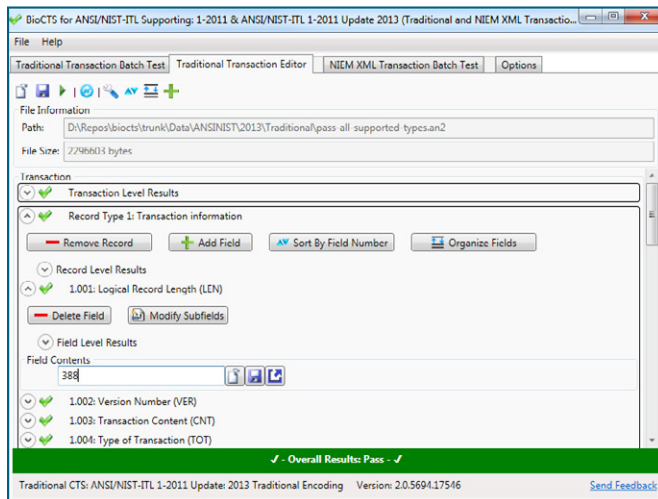 BioCTS for ANSI/NIST-ITL Supporting: 1-2011 & ANSI/NIST-ITL 1-2011 Update 2013 (Traditional and NIEM XML Transactio...
File Help
Traditional Transaction Batch Test Traditional Transaction Editor NIEM XML Transaction Batch Test Options
File Information
Path: D:\Repos\biocts\trunk\Data\ANSINIST\2013\Traditional\pass-all-supported-types.an2
File Size: 2296603 bytes
Transaction
Transaction Level Results
Record Type 1: Transaction information
Remove Record Add Field Sort By Field Number Organize Fields
Record Level Results
1.001: Logical Record Length (LEN)
Delete Field Modify Subfields
Field Level Results
Field Contents
388
1.002: Version Number (VER)
1.003: Transaction Content (CNT)
1.004: Type of Transaction (TOT)
✓ - Overall Results: Pass - ✓
Traditional CTS: ANSI/NIST-ITL 1-2011 Update: 2013 Traditional Encoding Version: 2.0.5694.17546 Send Feedback